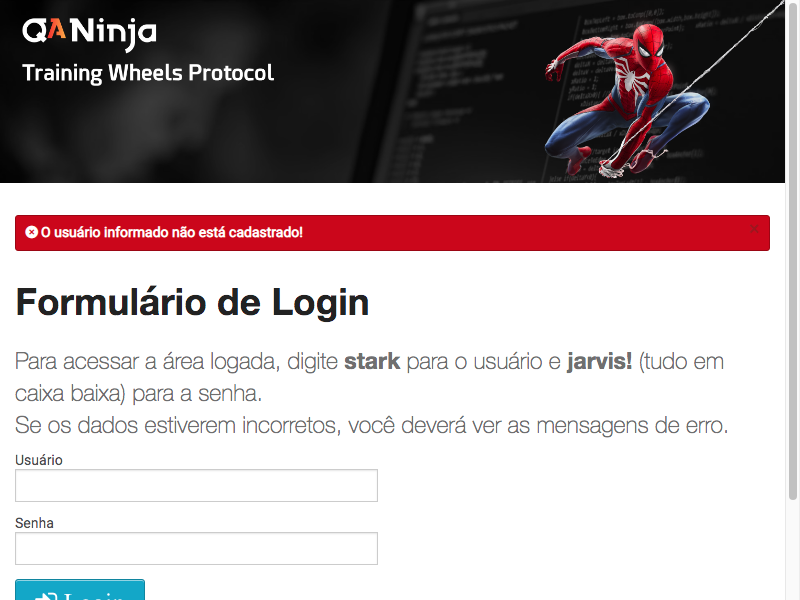 QANinja
Training Wheels Protocol
O usuário informado não está cadastrado!
Formulário de Login
Para acessar a área logada, digite stark para o usuário e jarvis! (tudo em
caixa baixa) para a senha.
Se os dados estiverem incorretos, você deverá ver as mensagens de erro.
Usuário
Senha
Login